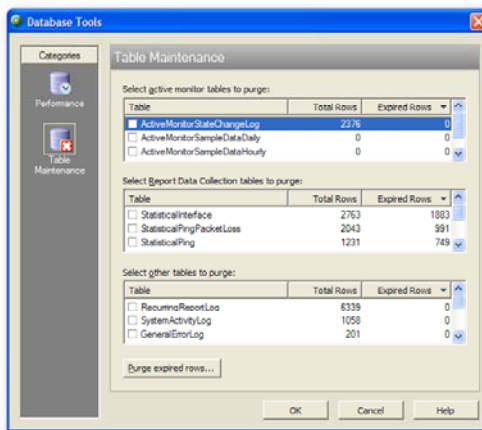 Database Tools
Categories
Performance
Table
Maintenance
Table Maintenance
Select active monitor tables to purge:
Table Total Rows Expired Rows
ActiveMonitorStateChangeLog 2376 0
ActiveMonitorSampleDataDaily 0 0
ActiveMonitorSampleDataHourly 0 0
Select Report Data Collection tables to purge:
Table Total Rows Expired Rows
StatisticalInterface 2763 1883
StatisticalPingPacketLoss 2043 991
StatisticalPing 1231 749
Select other tables to purge:
Table Total Rows Expired Rows
RecurringReportLog 6339 0
SystemActivityLog 1058 0
GeneralErrorLog 201 0
Purge expired rows...
OK Cancel Help